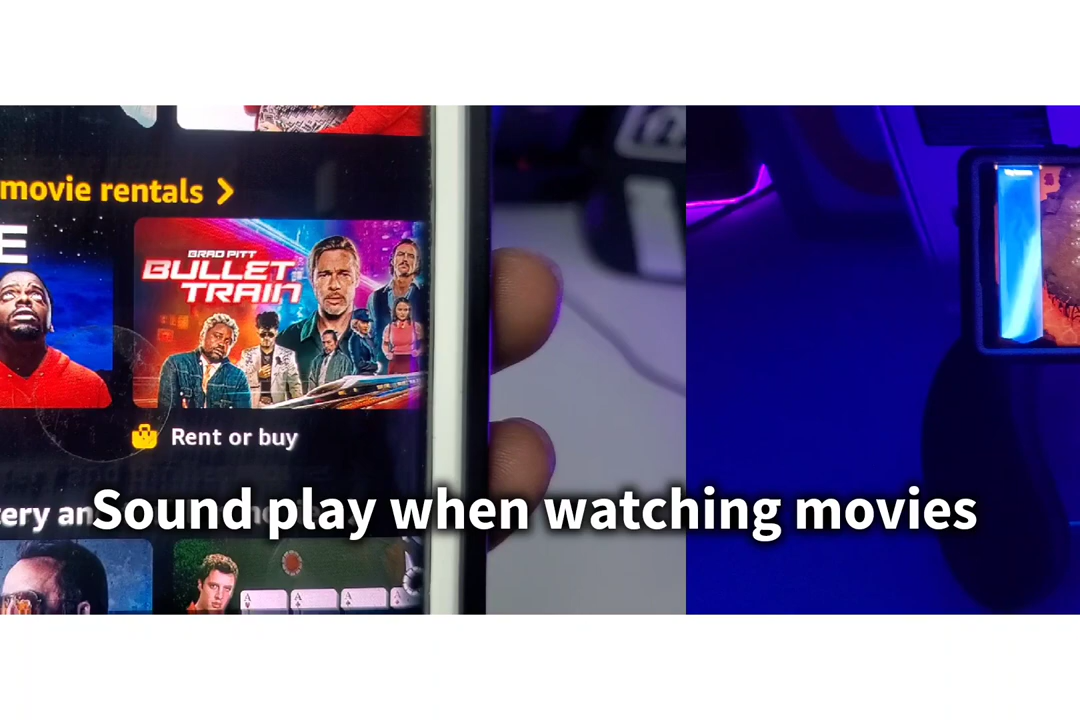 movie rentals
E
BRAD PITT
BULLET
TRAIN
Rent or buy
Sound play when watching movies
A
A
A
A